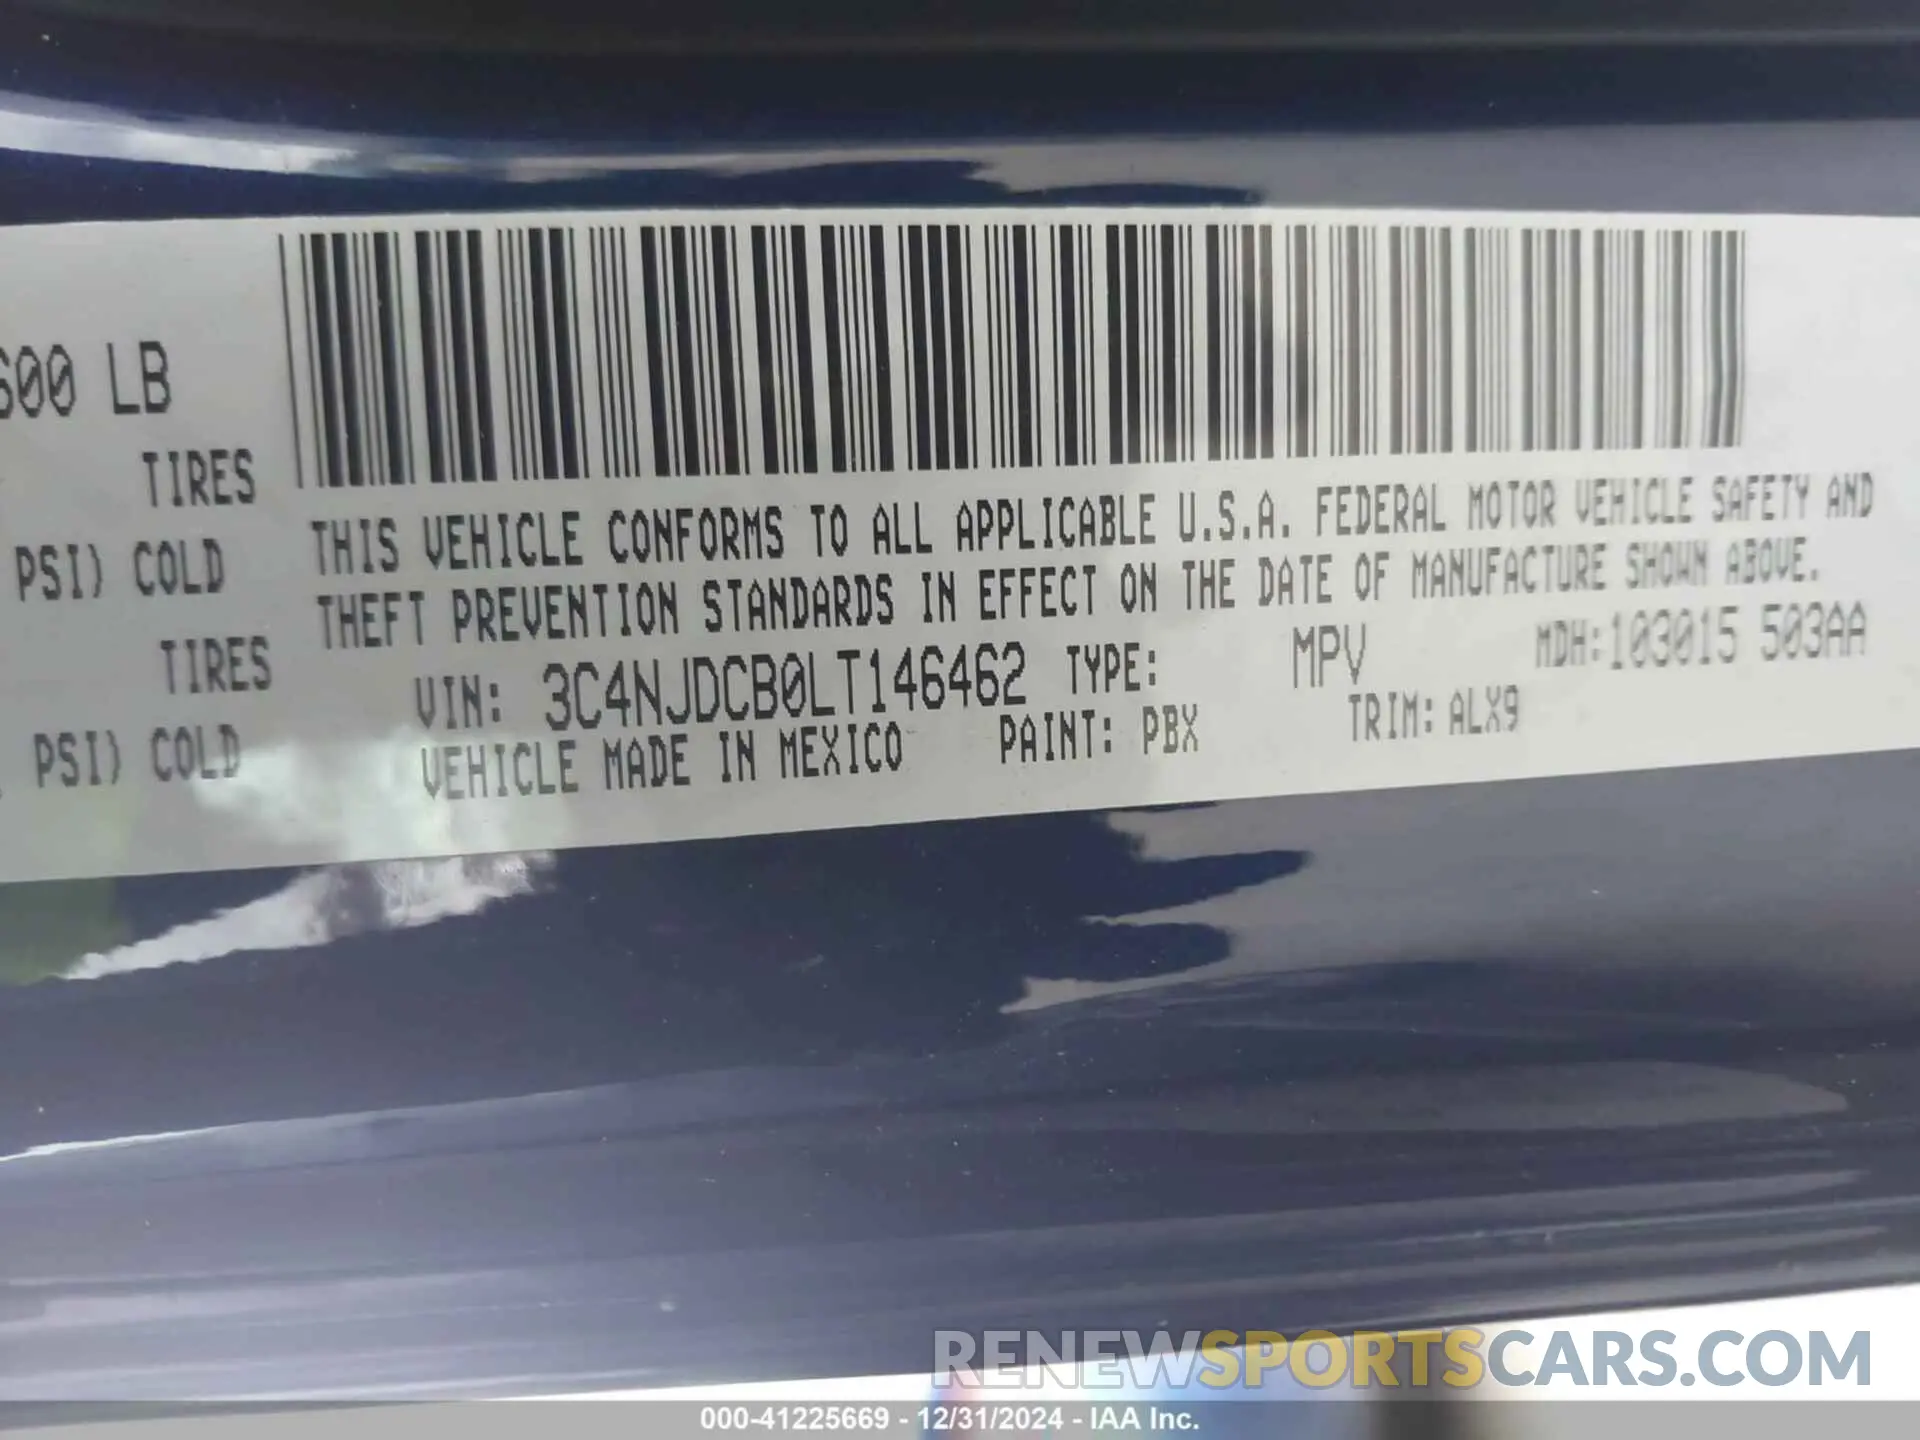 600 LB
TIRES
PSI) COLD
TIRES
PSI) COLD
THIS VEHICLE CONFORMS TO ALL APPLICABLE U.S.A. FEDERAL MOTOR VEHICLE SAFETY AND
THEFT PREVENTION STANDARDS IN EFFECT ON THE DATE OF MANUFACTURE SHOWN ABOVE.
VIN: 3C4NJDCB0LT146462 TYPE: MPV MDH:103015 503AA
VEHICLE MADE IN MEXICO PAINT: PBX TRIM: ALX9
RENEWSPORTSCARS.COM
000-41225669 - 12/31/2024 - IAA Inc.